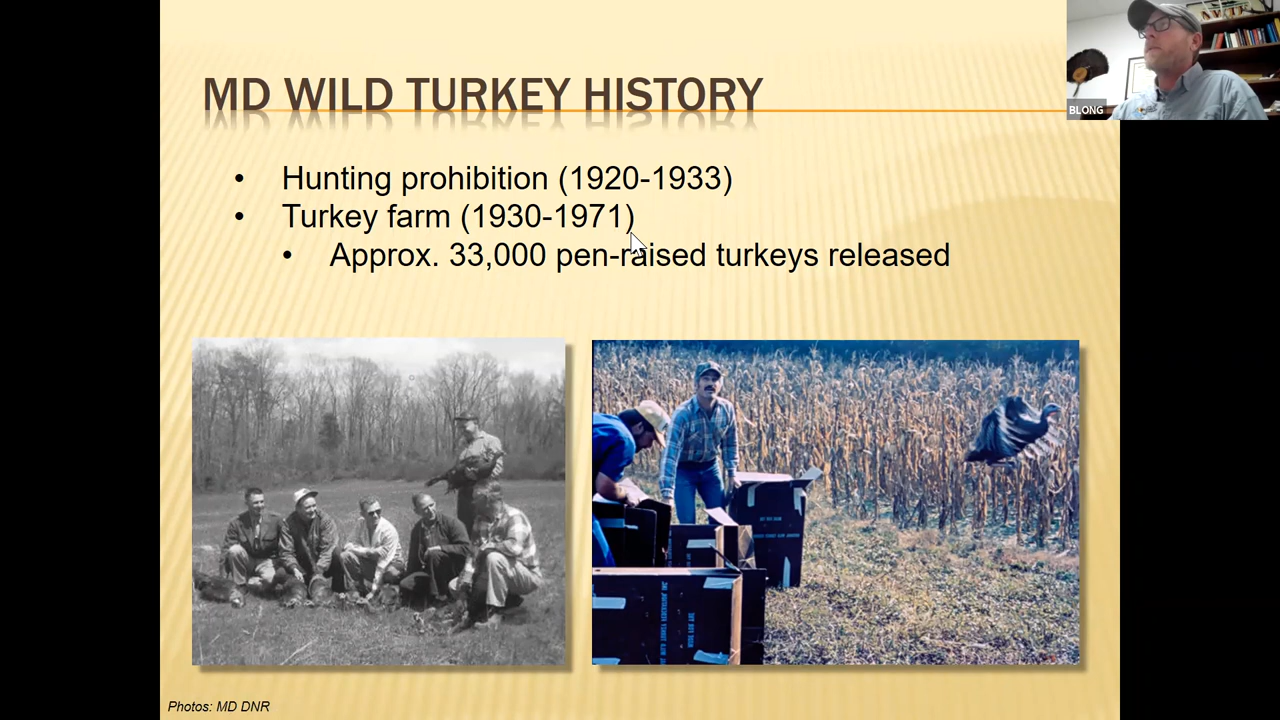 MD WILD TURKEY HISTORY
BLONG
• Hunting prohibition (1920-1933)
• Turkey farm (1930-1971)
• Approx. 33,000 pen-raised turkeys released
Photos: MD DNR